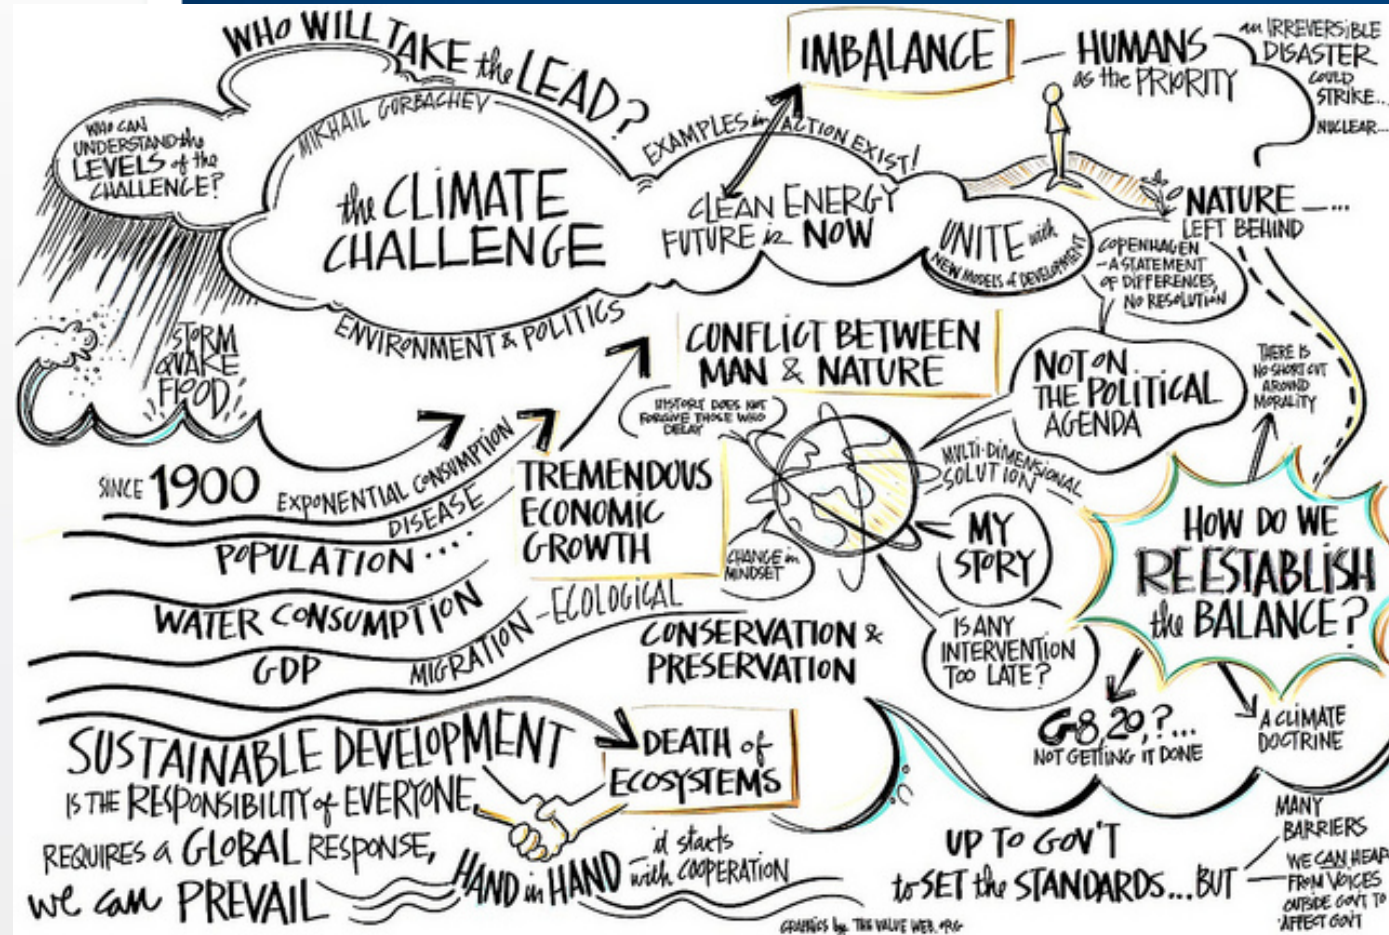 WHO WILL TAKE the LEAD?
WHO CAN
UNDERSTAND the
LEVELS of the
CHALLENGE?
MIKHAIL GORBACHEV
the CLIMATE
CHALLENGE
ENVIRONMENT & POLITICS
EXAMPLES in ACTION EXIST!
CLEAN ENERGY
FUTURE is NOW
UNITE with
NEW MODELS of DEVELOPMENT
IMBALANCE
HUMANS
as the PRIORITY
an IRREVERSIBLE
DISASTER
COULD
STRIKE...
NUCLEAR...
NATURE ....
LEFT BEHIND
COPENHAGEN
- A STATEMENT
OF DIFFERENCES,
NO RESOLUTION
STORM
QUAKE
FLOOD
CONFLICT BETWEEN
MAN & NATURE
NOT ON
THE POLITICAL
AGENDA
THERE IS
NO SHORT CUT
AROUND
MORALITY
HISTORY DOES NOT
FORGIVE THOSE WHO
DELAY
SINCE 1900
EXPONENTIAL CONSUMPTION
DISEASE
POPULATION ....
WATER CONSUMPTION
GDP
MIGRATION - ECOLOGICAL
TREMENDOUS
ECONOMIC
GROWTH
CHANGE in
MINDSET
MULTI-DIMENSIONAL
SOLUTION
MY
STORY
IS ANY
INTERVENTION
TOO LATE?
HOW DO WE
REESTABLISH
the BALANCE?
CONSERVATION &
PRESERVATION
G8, 20,?...
NOT GETTING IT DONE
A CLIMATE
DOCTRINE
DEATH of
ECOSYSTEMS
SUSTAINABLE DEVELOPMENT
IS THE RESPONSIBILITY of EVERYONE,
REQUIRES a GLOBAL RESPONSE,
we can PREVAIL
HAND in HAND
it starts
with COOPERATION
UP TO GOV'T
to SET the STANDARDS...BUT
MANY
BARRIERS
WE CAN HEAR
FROM VOICES
OUTSIDE GOV'T TO
AFFECT GOV'T
GRAPHICS by THE VALUE WEB.ORG